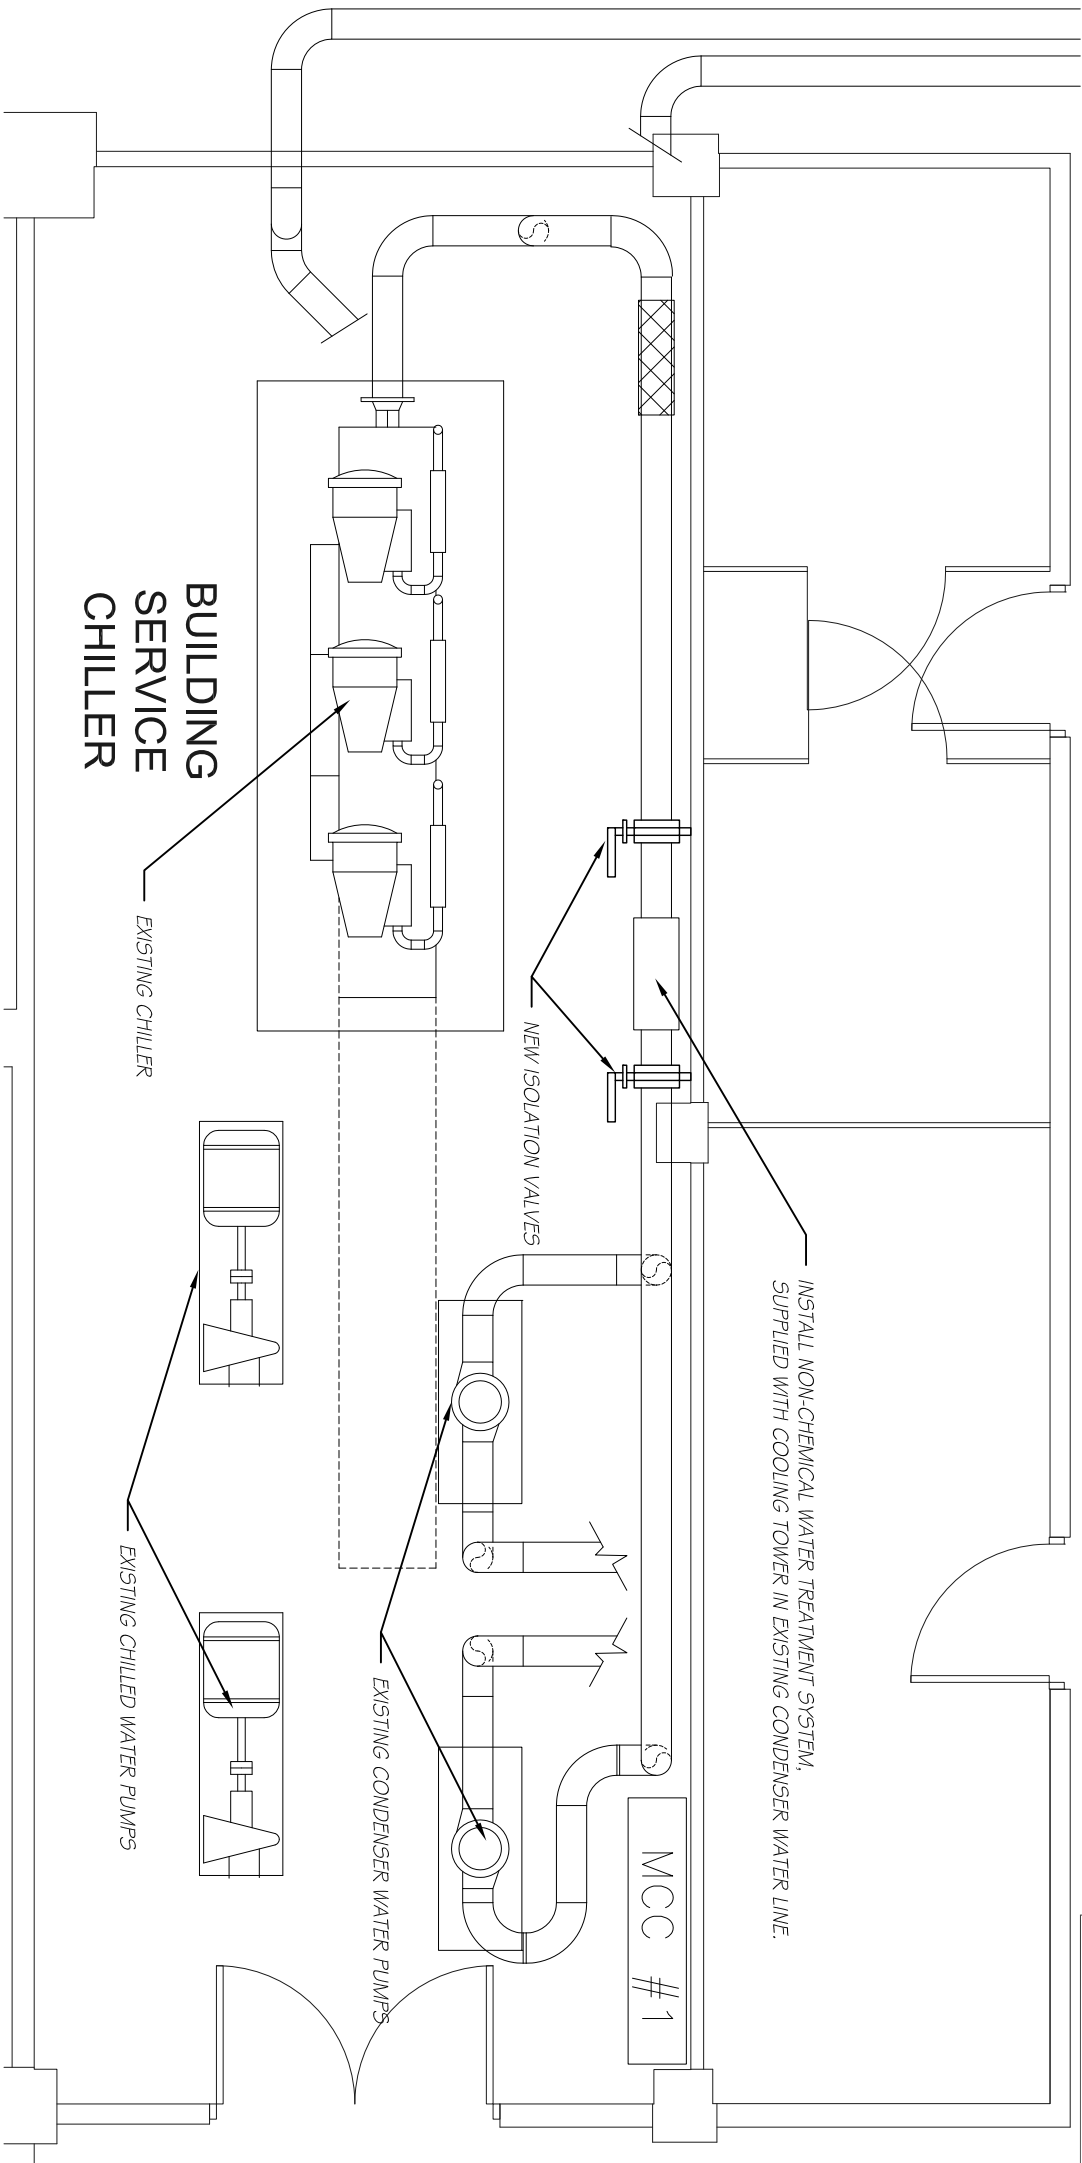 BUILDING
SERVICE
CHILLER
EXISTING CHILLER
NEW ISOLATION VALVES
INSTALL NON-CHEMICAL WATER TREATMENT SYSTEM,
SUPPLIED WITH COOLING TOWER IN EXISTING CONDENSER WATER LINE.
EXISTING CHILLED WATER PUMPS
EXISTING CONDENSER WATER PUMPS
MCC #1